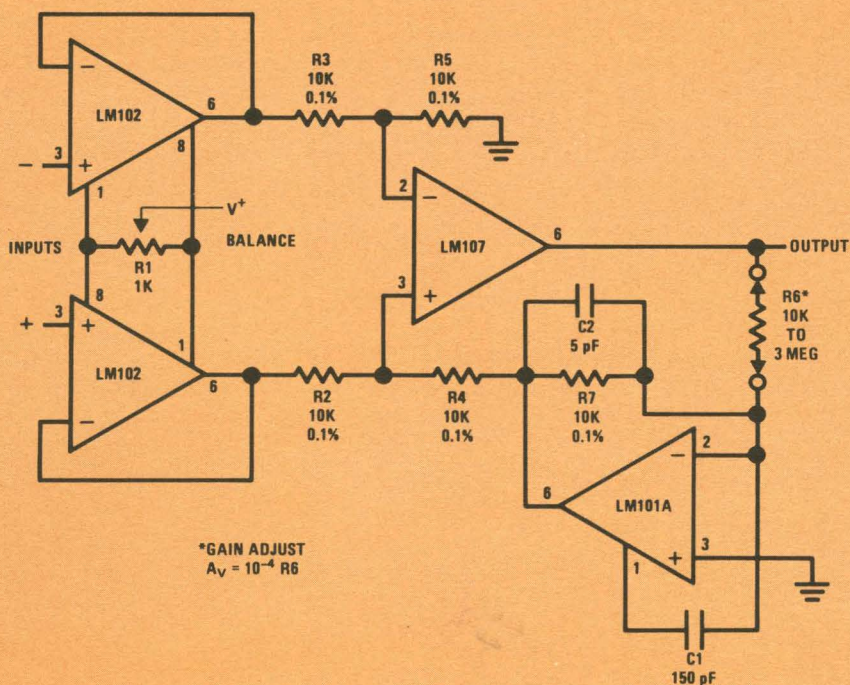 −
LM102
6
8
3
+
−
1
R3
10K
0.1%
R5
10K
0.1%
2
−
LM107
6
3
+
OUTPUT
INPUTS
R1
1K
V+
BALANCE
8
3
+
+
1
LM102
6
−
R2
10K
0.1%
R4
10K
0.1%
C2
5 pF
R7
10K
0.1%
R6*
10K
TO
3 MEG
2
−
6
LM101A
+
3
1
C1
150 pF
*GAIN ADJUST
AV = 10−4 R6